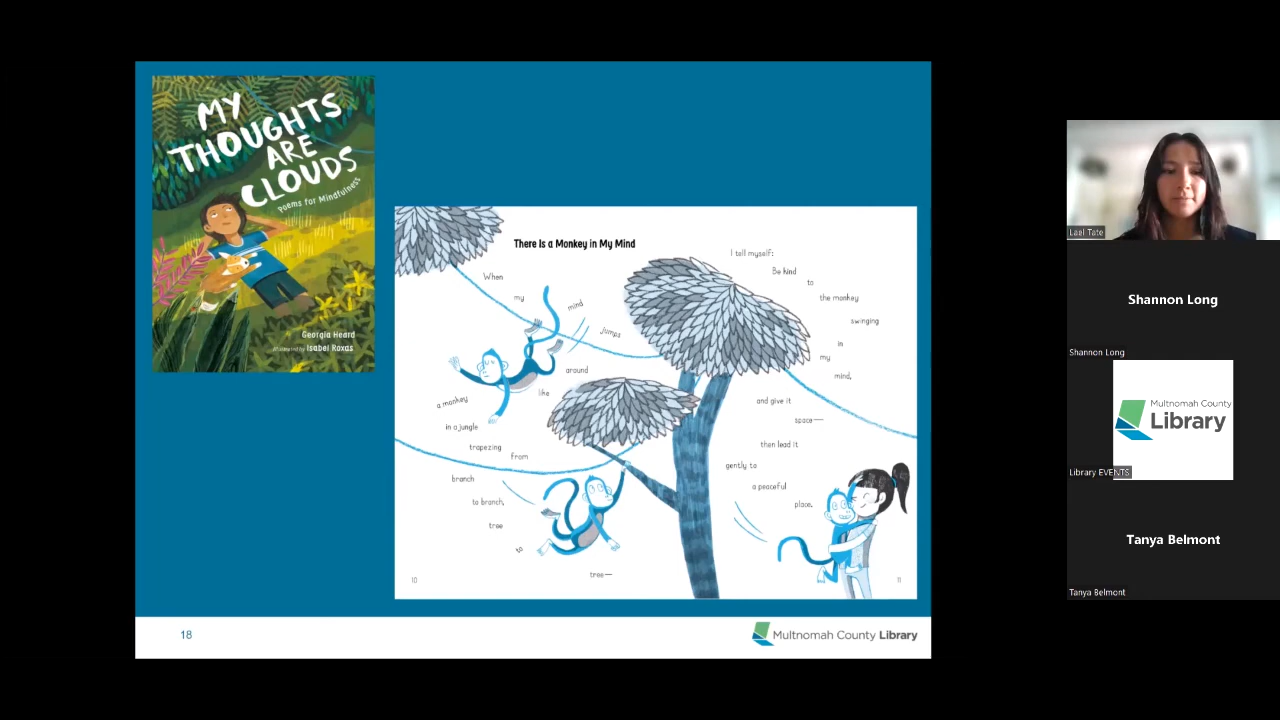 MY
THOUGHTS
ARE
CLOUDS
Poems for Mindfulness
Georgia Heard
Illustrated by Isabel Roxas
There Is a Monkey in My Mind
When
my
mind
jumps
around
like
a monkey
in a jungle
trapezing
from
branch
to branch,
tree
to
tree—
10
I tell myself:
Be kind
to
the monkey
swinging
in
my
mind,
and give it
space—
then lead it
gently to
a peaceful
place.
11
18
Multnomah County Library
Lael Tate
Shannon Long
Shannon Long
Multnomah County
Library
Library EVENTS
Tanya Belmont
Tanya Belmont